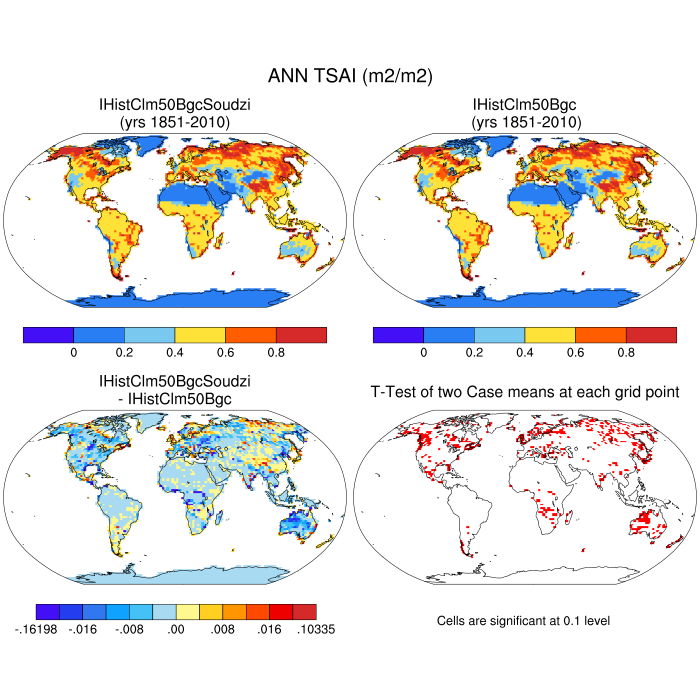 ANN TSAI (m2/m2)
IHistClm50BgcSoudzi
(yrs 1851-2010)
IHistClm50Bgc
(yrs 1851-2010)
0 0.2 0.4 0.6 0.8
0 0.2 0.4 0.6 0.8
IHistClm50BgcSoudzi
- IHistClm50Bgc
T-Test of two Case means at each grid point
-.16198 -.016 -.008 .00 .008 .016 .10335
Cells are significant at 0.1 level